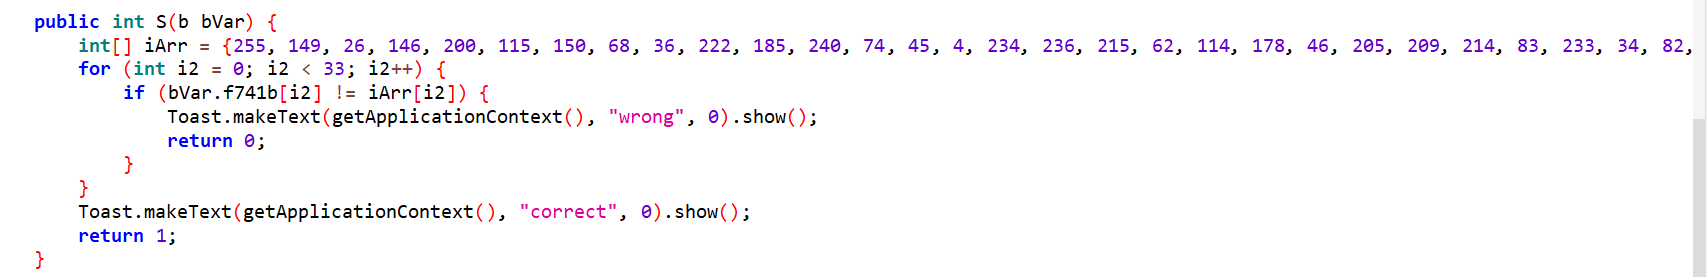 public int S(b bVar) {
    int[] iArr = {255, 149, 26, 146, 200, 115, 150, 68, 36, 222, 185, 240, 74, 45, 4, 234, 236, 215, 62, 114, 178, 46, 205, 209, 214, 83, 233, 34, 82,
    for (int i2 = 0; i2 < 33; i2++) {
        if (bVar.f741b[i2] != iArr[i2]) {
            Toast.makeText(getApplicationContext(), "wrong", 0).show();
            return 0;
        }
    }
    Toast.makeText(getApplicationContext(), "correct", 0).show();
    return 1;
}